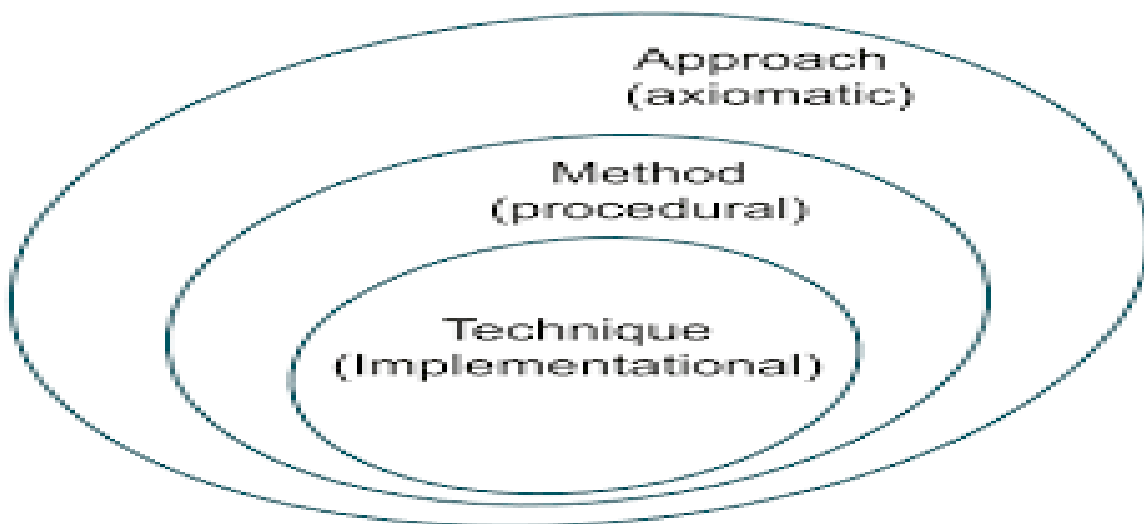 Approach
(axiomatic)
Method
(procedural)
Technique
(Implementational)